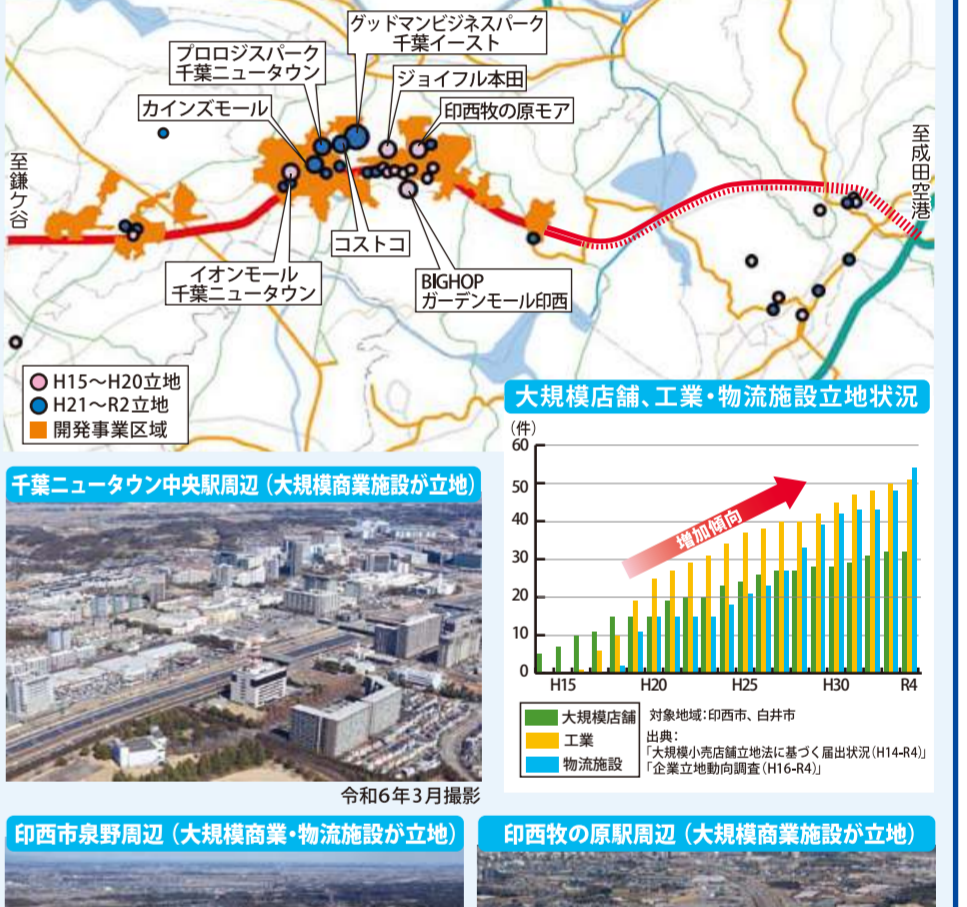 グッドマンビジネスパーク
千葉イースト
プロロジスパーク
千葉ニュータウン
ジョイフル本田
カインズモール
印西牧の原モア
至鎌ケ谷
至成田空港
コストコ
イオンモール
千葉ニュータウン
BIGHOP
ガーデンモール印西
H15～H20立地
H21～R2立地
開発事業区域
大規模店舗、工業・物流施設立地状況
(件)
60
50
40
30
20
10
0
増加傾向
H15
H20
H25
H30
R4
大規模店舗
工業
物流施設
対象地域：印西市、白井市
出典：
「大規模小売店舗立地法に基づく届出状況(H14-R4)」
「企業立地動向調査(H16-R4)」
千葉ニュータウン中央駅周辺（大規模商業施設が立地）
令和6年3月撮影
印西市泉野周辺（大規模商業・物流施設が立地）
印西牧の原駅周辺（大規模商業施設が立地）